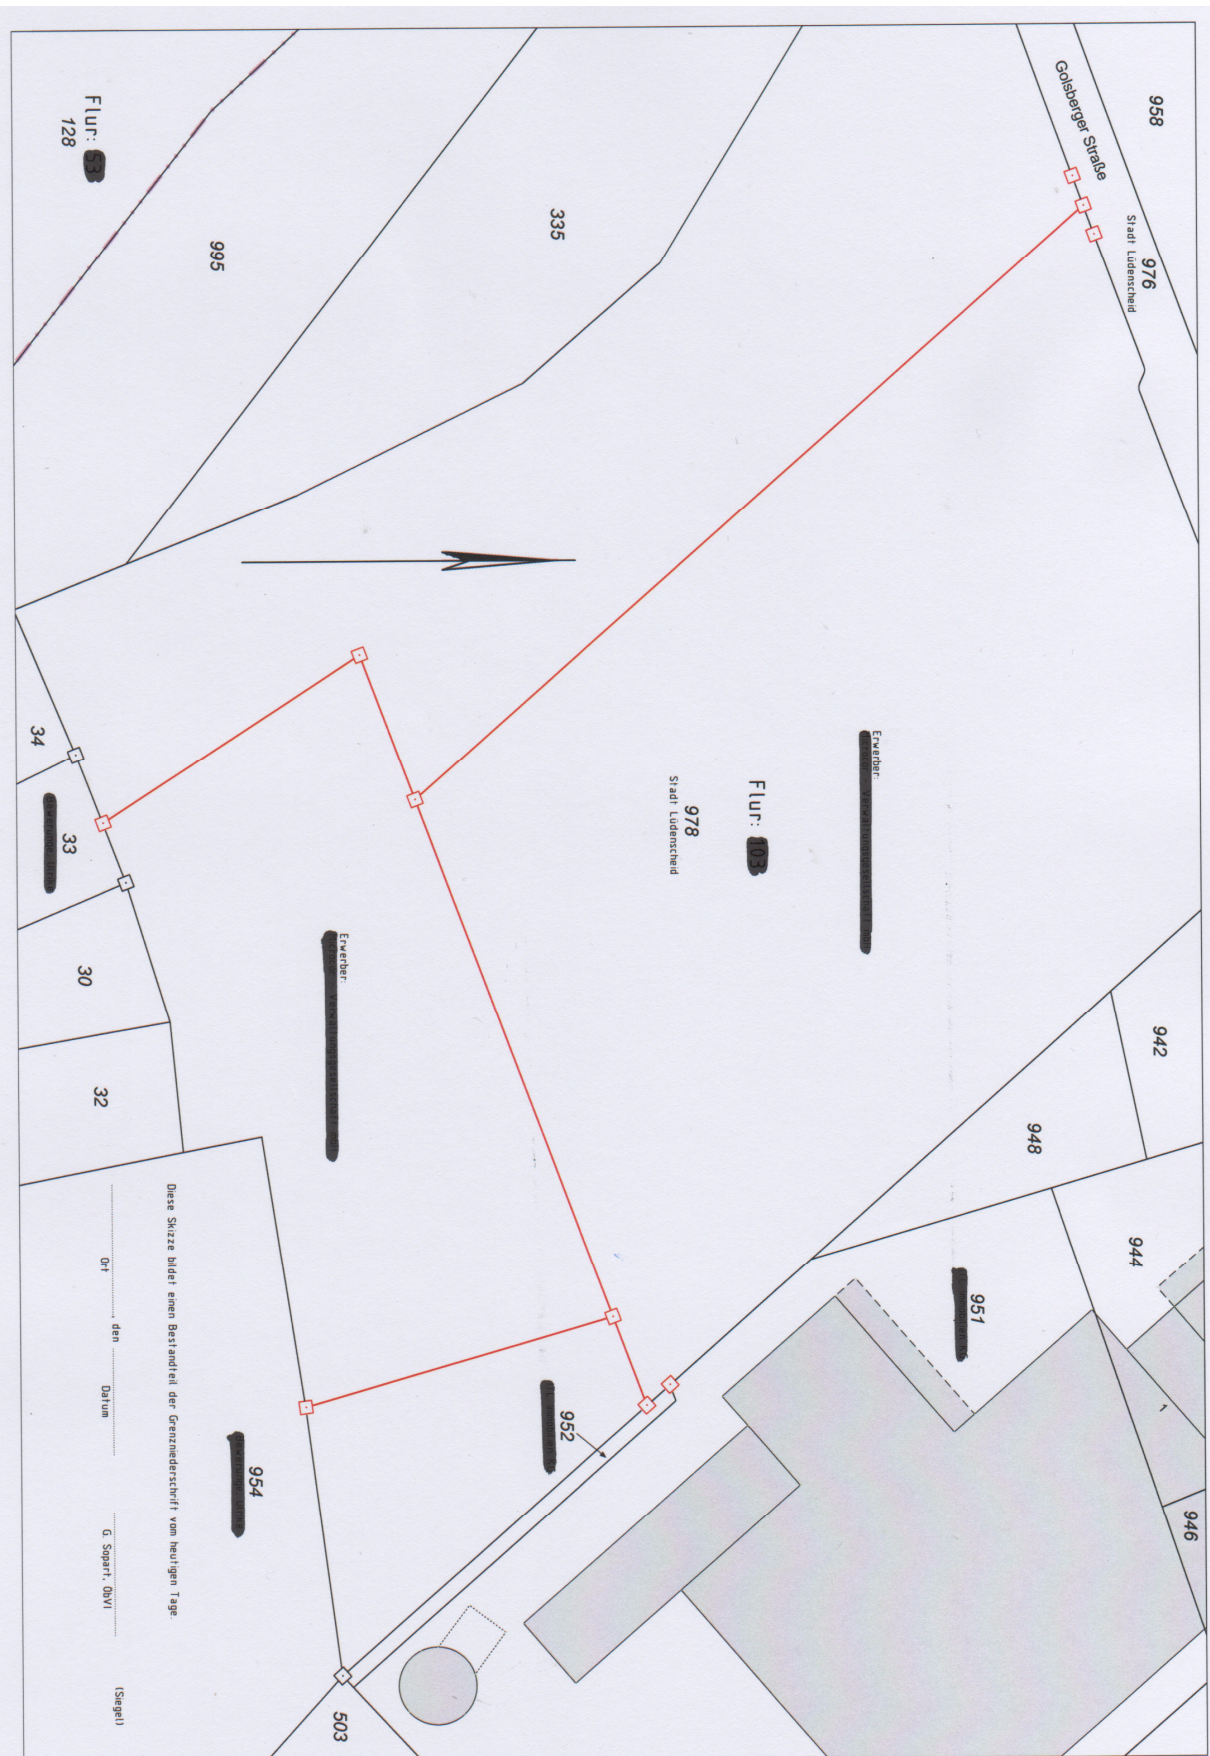 958
Golsberger Straße
976
Stadt Lüdenscheid
335
995
Flur:
128
Erwerber:
Flur:
978
Stadt Lüdenscheid
Erwerber:
34
33
30
32
942
948
944
951
1
946
952
954
503
Diese Skizze bildet einen Bestandteil der Grenzniederschrift vom heutigen Tage.
Ort , den Datum G. Sopart, ÖbVI (Siegel)